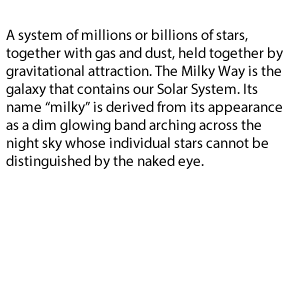 A system of millions or billions of stars,
together with gas and dust, held together by
gravitational attraction. The Milky Way is the
galaxy that contains our Solar System. Its
name “milky” is derived from its appearance
as a dim glowing band arching across the
night sky whose individual stars cannot be
distinguished by the naked eye.